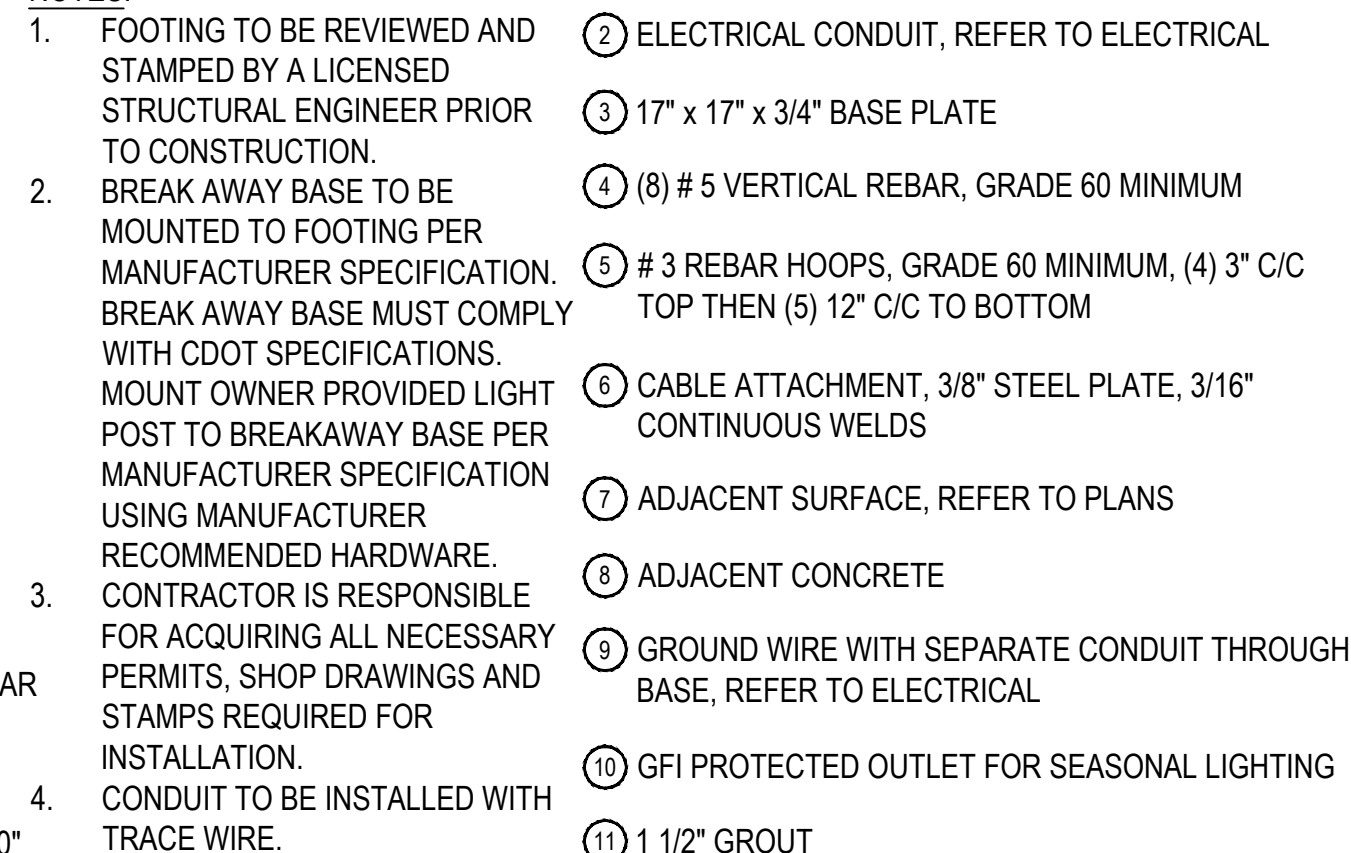 NOTES:
1. FOOTING TO BE REVIEWED AND
STAMPED BY A LICENSED
STRUCTURAL ENGINEER PRIOR
TO CONSTRUCTION.
2. BREAK AWAY BASE TO BE
MOUNTED TO FOOTING PER
MANUFACTURER SPECIFICATION.
BREAK AWAY BASE MUST COMPLY
WITH CDOT SPECIFICATIONS.
MOUNT OWNER PROVIDED LIGHT
POST TO BREAKAWAY BASE PER
MANUFACTURER SPECIFICATION
USING MANUFACTURER
RECOMMENDED HARDWARE.
3. CONTRACTOR IS RESPONSIBLE
FOR ACQUIRING ALL NECESSARY
PERMITS, SHOP DRAWINGS AND
STAMPS REQUIRED FOR
INSTALLATION.
4. CONDUIT TO BE INSTALLED WITH
TRACE WIRE.
AR
0"
2 ELECTRICAL CONDUIT, REFER TO ELECTRICAL
3 17" x 17" x 3/4" BASE PLATE
4 (8) # 5 VERTICAL REBAR, GRADE 60 MINIMUM
5 # 3 REBAR HOOPS, GRADE 60 MINIMUM, (4) 3" C/C
TOP THEN (5) 12" C/C TO BOTTOM
6 CABLE ATTACHMENT, 3/8" STEEL PLATE, 3/16"
CONTINUOUS WELDS
7 ADJACENT SURFACE, REFER TO PLANS
8 ADJACENT CONCRETE
9 GROUND WIRE WITH SEPARATE CONDUIT THROUGH
BASE, REFER TO ELECTRICAL
10 GFI PROTECTED OUTLET FOR SEASONAL LIGHTING
11 1 1/2" GROUT